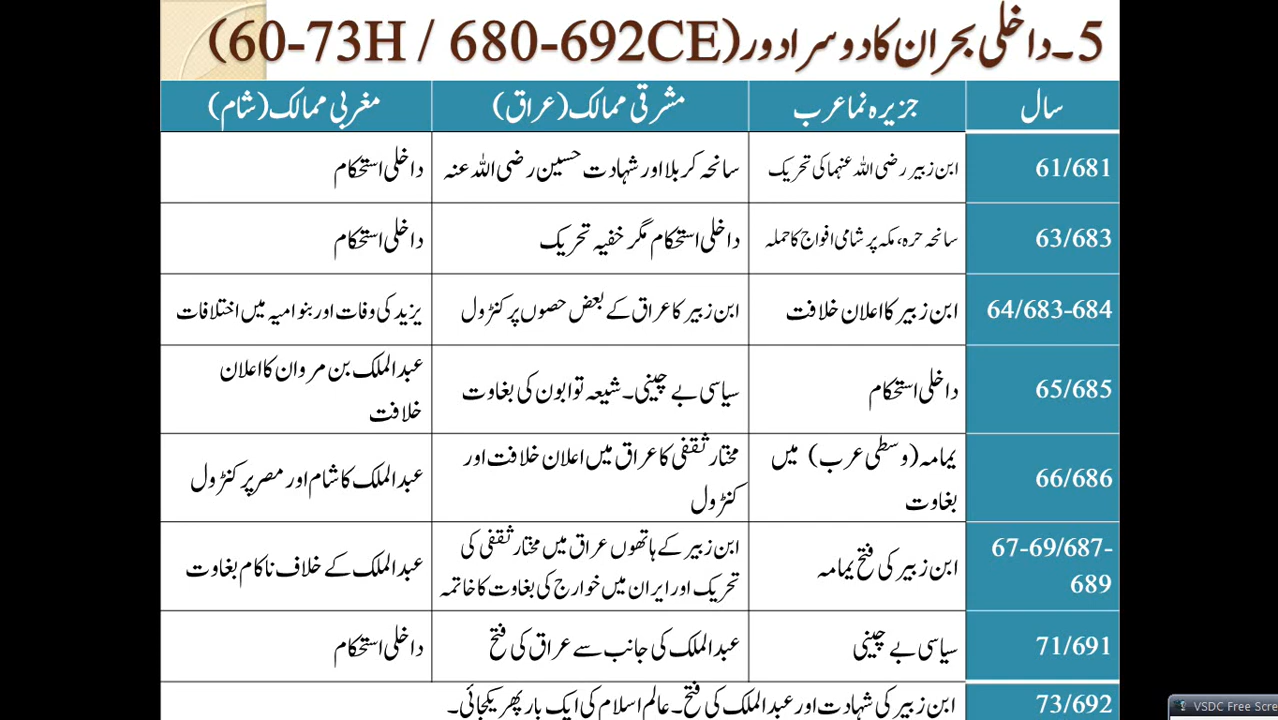 5۔داخلی بحران کا دوسرا دور(60-73H / 680-692CE)
سال
جزیرہ نما عرب
مشرقی ممالک(عراق)
مغربی ممالک(شام)
61/681
ابن زبیر رضی اللہ عنہما کی تحریک
سانحہ کربلا اور شہادت حسین رضی اللہ عنہ
داخلی استحکام
63/683
سانحہ حرہ، مکہ پر شامی افواج کا حملہ
داخلی استحکام مگر خفیہ تحریک
داخلی استحکام
64/683-684
ابن زبیر کا اعلان خلافت
ابن زبیر کا عراق کے بعض حصوں پر کنٹرول
یزید کی وفات اور بنو امیہ میں اختلافات
65/685
داخلی استحکام
سیاسی بے چینی۔ شیعہ توابون کی بغاوت
عبدالملک بن مروان کا اعلان
خلافت
66/686
یمامہ(وسطی عرب) میں
بغاوت
مختار ثقفی کا عراق میں اعلان خلافت اور
کنٹرول
عبدالملک کا شام اور مصر پر کنٹرول
67-69/687-
689
ابن زبیر کی فتح یمامہ
ابن زبیر کے ہاتھوں عراق میں مختار ثقفی کی
تحریک اور ایران میں خوارج کی بغاوت کا خاتمہ
عبدالملک کے خلاف ناکام بغاوت
71/691
سیاسی بے چینی
عبدالملک کی جانب سے عراق کی فتح
داخلی استحکام
73/692
ابن زبیر کی شہادت اور عبدالملک کی فتح۔ عالم اسلام کی ایک بار پھر یکجائی۔
VSDC Free Scre